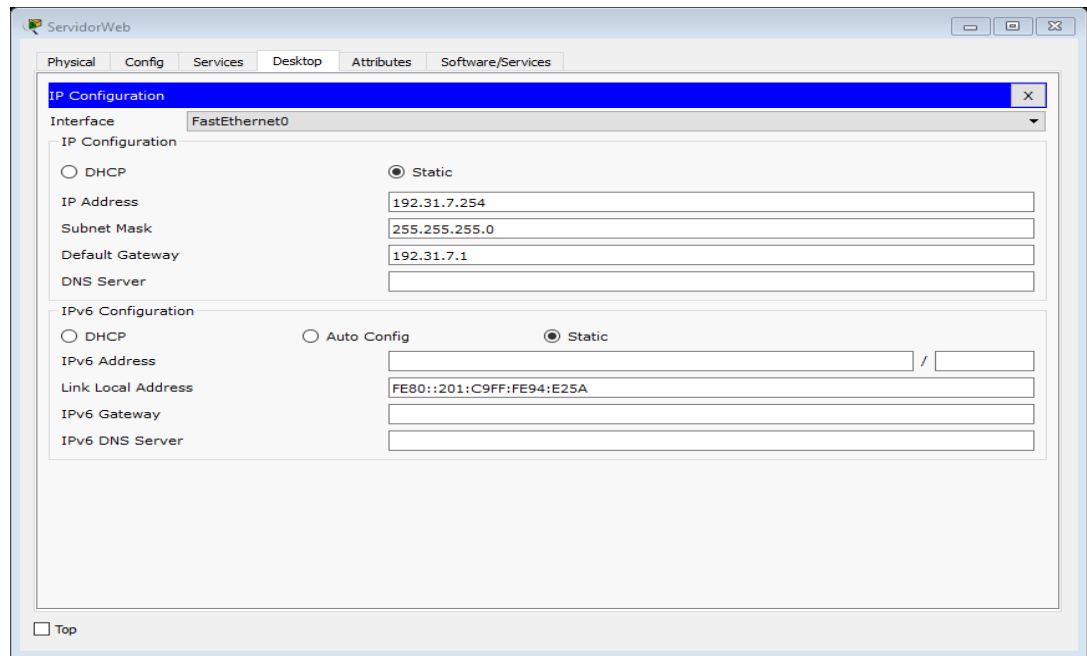 ServidorWeb
Physical Config Services Desktop Attributes Software/Services
IP Configuration X
Interface FastEthernet0
IP Configuration
DHCP Static
IP Address 192.31.7.254
Subnet Mask 255.255.255.0
Default Gateway 192.31.7.1
DNS Server
IPv6 Configuration
DHCP Auto Config Static
IPv6 Address /
Link Local Address FE80::201:C9FF:FE94:E25A
IPv6 Gateway
IPv6 DNS Server
Top